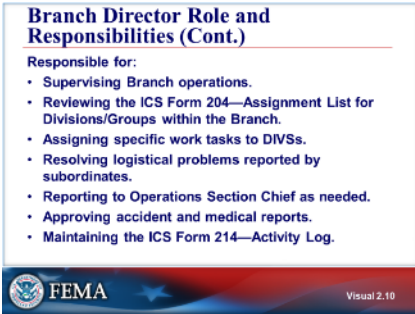 Branch Director Role and
Responsibilities (Cont.)
Responsible for:
• Supervising Branch operations.
• Reviewing the ICS Form 204—Assignment List for
Divisions/Groups within the Branch.
• Assigning specific work tasks to DIVSs.
• Resolving logistical problems reported by
subordinates.
• Reporting to Operations Section Chief as needed.
• Approving accident and medical reports.
• Maintaining the ICS Form 214—Activity Log.
FEMA
Visual 2.10